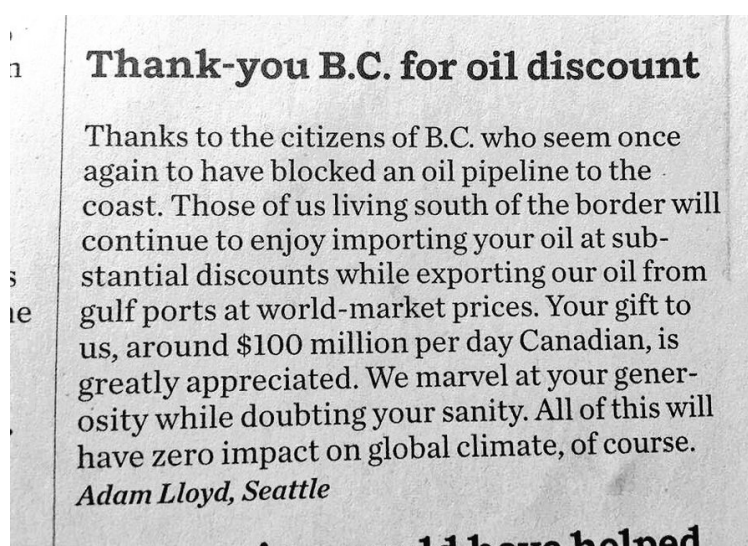 Thank-you B.C. for oil discount
Thanks to the citizens of B.C. who seem once
again to have blocked an oil pipeline to the
coast. Those of us living south of the border will
continue to enjoy importing your oil at sub-
stantial discounts while exporting our oil from
gulf ports at world-market prices. Your gift to
us, around $100 million per day Canadian, is
greatly appreciated. We marvel at your gener-
osity while doubting your sanity. All of this will
have zero impact on global climate, of course.
Adam Lloyd, Seattle
have helped